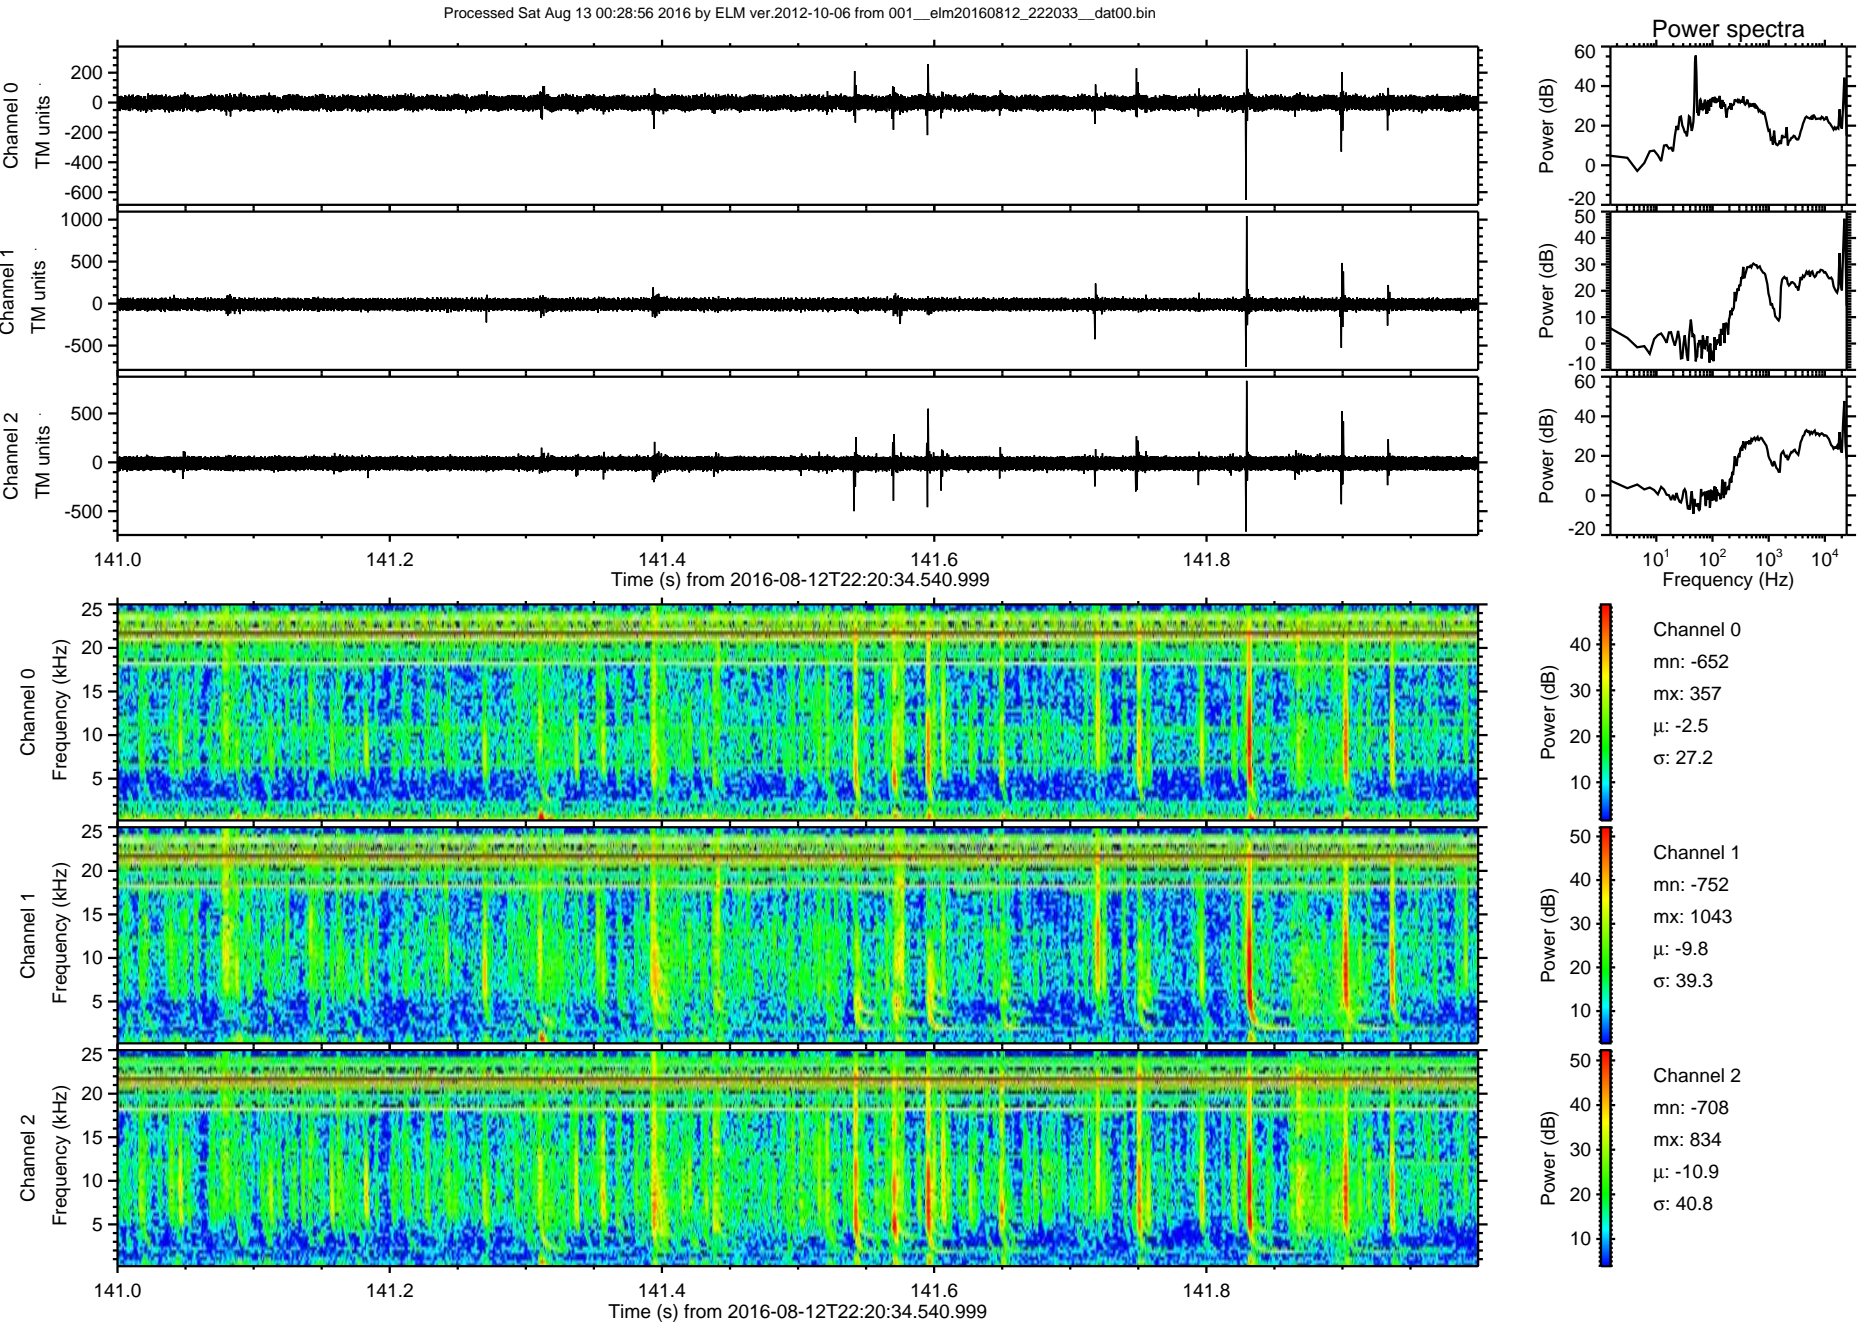 Processed Sat Aug 13 00:28:56 2016 by ELM ver.2012-10-06 from 001__elm20160812_222033__dat00.bin
Power spectra
Channel 0
TM units
200
0
-200
-400
-600
Power (dB)
60
40
20
0
-20
Channel 1
TM units
1000
500
0
-500
Power (dB)
50
40
30
20
10
0
-10
Channel 2
TM units
500
0
-500
Power (dB)
60
40
20
0
-20
141.0 141.2 141.4 141.6 141.8
Time (s) from 2016-08-12T22:20:34.540.999
10^1 10^2 10^3 10^4
Frequency (Hz)
Channel 0
Frequency (kHz)
25
20
15
10
5
Power (dB)
40
30
20
10
Channel 0
mn: -652
mx: 357
μ: -2.5
σ: 27.2
Channel 1
Frequency (kHz)
25
20
15
10
5
Power (dB)
50
40
30
20
10
Channel 1
mn: -752
mx: 1043
μ: -9.8
σ: 39.3
Channel 2
Frequency (kHz)
25
20
15
10
5
Power (dB)
50
40
30
20
10
Channel 2
mn: -708
mx: 834
μ: -10.9
σ: 40.8
141.0 141.2 141.4 141.6 141.8
Time (s) from 2016-08-12T22:20:34.540.999